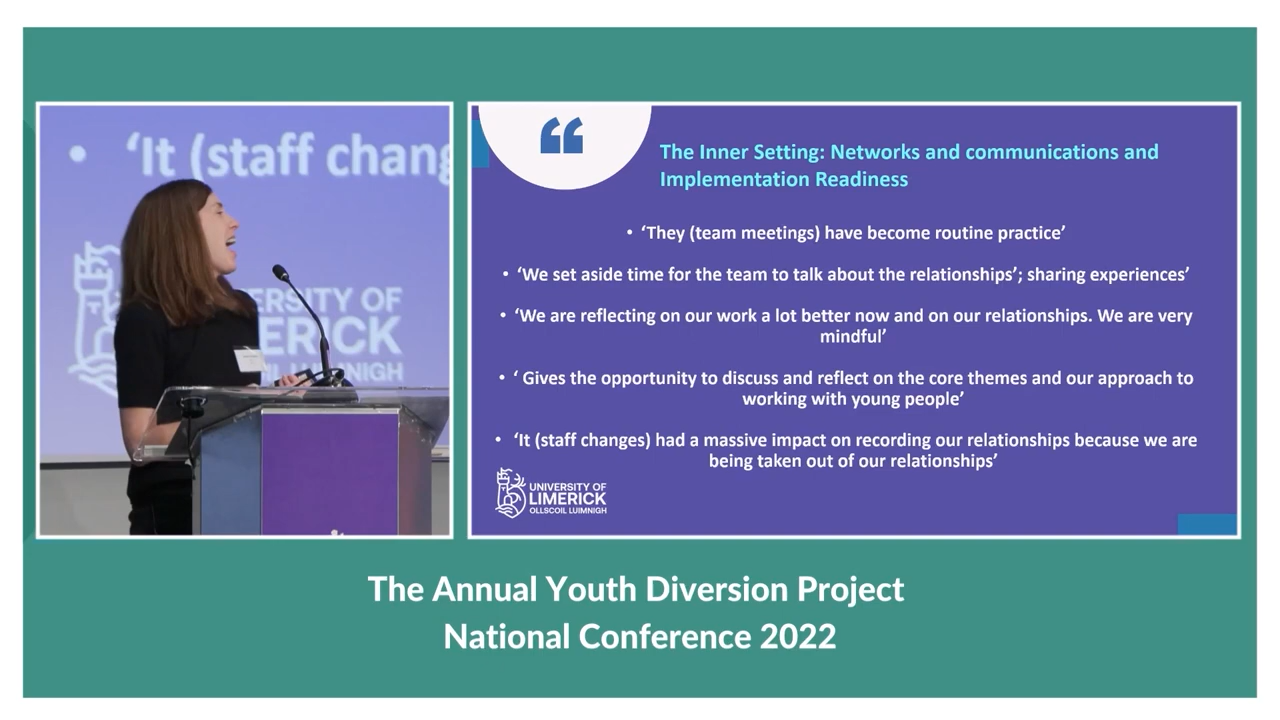 • ‘It (staff chang
ERSITY OF
ERICK
OIL LUIMNIGH
“
The Inner Setting: Networks and communications and
Implementation Readiness
• ‘They (team meetings) have become routine practice’
• ‘We set aside time for the team to talk about the relationships’; sharing experiences’
• ‘We are reflecting on our work a lot better now and on our relationships. We are very
mindful’
• ‘ Gives the opportunity to discuss and reflect on the core themes and our approach to
working with young people’
• ‘It (staff changes) had a massive impact on recording our relationships because we are
being taken out of our relationships’
UNIVERSITY OF
LIMERICK
OLLSCOIL LUIMNIGH
The Annual Youth Diversion Project
National Conference 2022